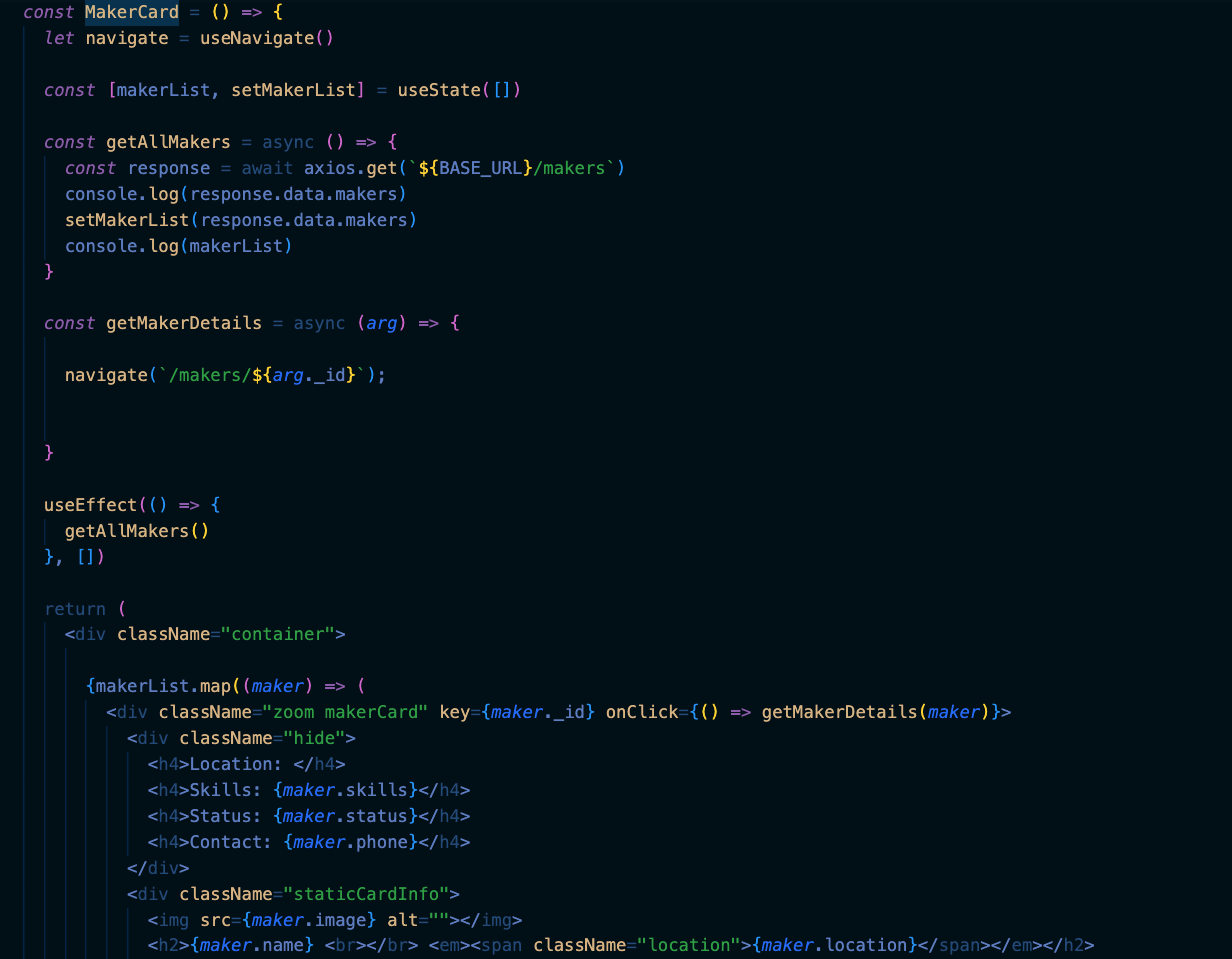 const MakerCard = () => {
let navigate = useNavigate()
const [makerList, setMakerList] = useState([])
const getAllMakers = async () => {
const response = await axios.get(`${BASE_URL}/makers`)
console.log(response.data.makers)
setMakerList(response.data.makers)
console.log(makerList)
}
const getMakerDetails = async (arg) => {
navigate(`/makers/${arg._id}`);
}
useEffect(() => {
getAllMakers()
}, [])
return (
<div className="container">
{makerList.map((maker) => (
<div className="zoom makerCard" key={maker._id} onClick={() => getMakerDetails(maker)}>
<div className="hide">
<h4>Location: </h4>
<h4>Skills: {maker.skills}</h4>
<h4>Status: {maker.status}</h4>
<h4>Contact: {maker.phone}</h4>
</div>
<div className="staticCardInfo">
<img src={maker.image} alt=""></img>
<h2>{maker.name} <br></br> <em><span className="location">{maker.location}</span></em></h2>